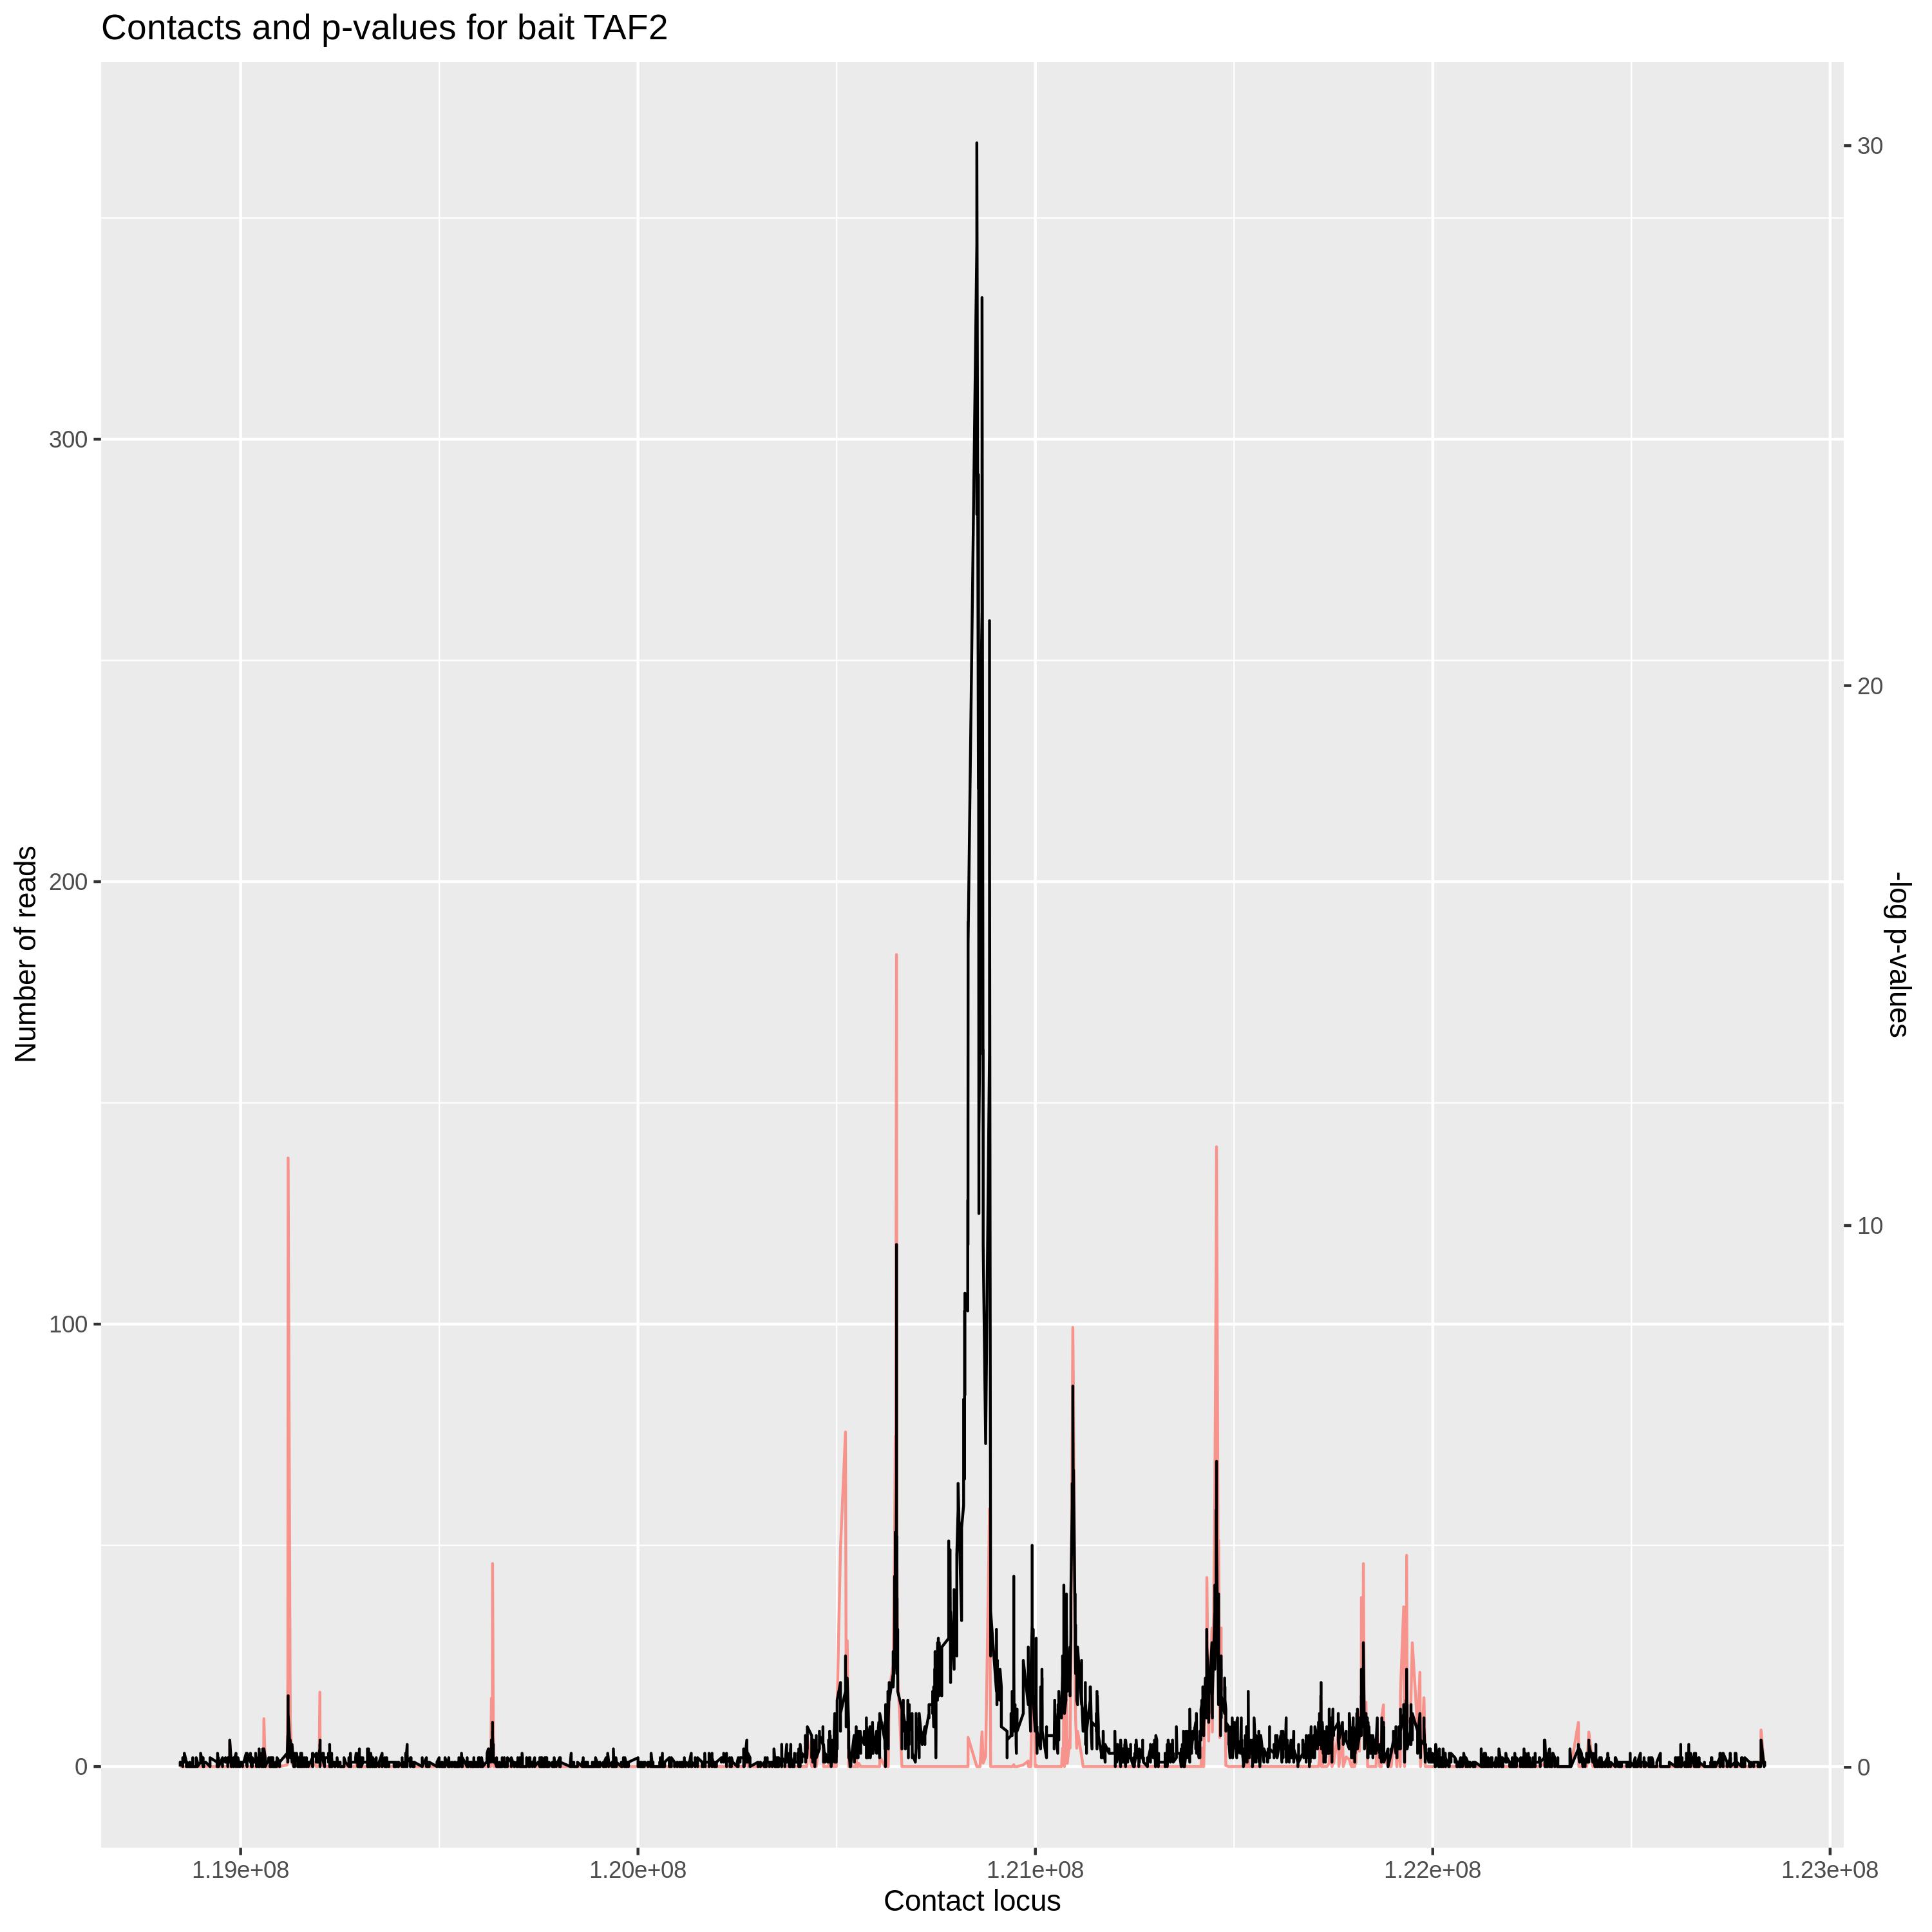 Contacts and p-values for bait TAF2
Number of reads
300
200
100
0
30
20
10
0
-log p-values
1.19e+08
1.20e+08
1.21e+08
1.22e+08
1.23e+08
Contact locus